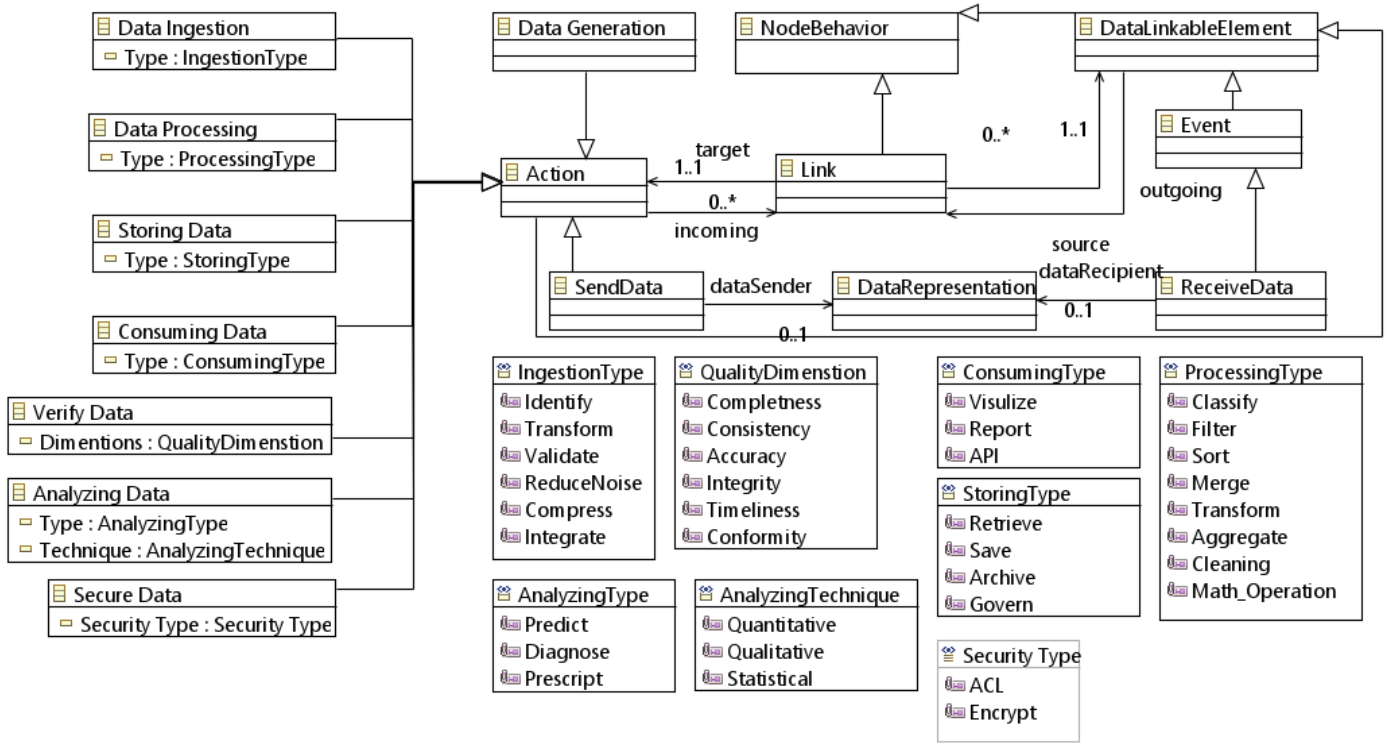 Data Ingestion
Type : IngestionType
Data Processing
Type : ProcessingType
Storing Data
Type : StoringType
Consuming Data
Type : ConsumingType
Verify Data
Dimentions : QualityDimenstion
Analyzing Data
Type : AnalyzingType
Technique : AnalyzingTechnique
Secure Data
Security Type : Security Type
Data Generation
NodeBehavior
DataLinkableElement
Event
Action
target
1..1
Link
0..*
1..1
0..*
incoming
outgoing
source
SendData
dataSender
0..1
DataRepresentation
dataRecipient
0..1
ReceiveData
IngestionType
Identify
Transform
Validate
ReduceNoise
Compress
Integrate
QualityDimenstion
Completness
Consistency
Accuracy
Integrity
Timeliness
Conformity
ConsumingType
Visulize
Report
API
ProcessingType
Classify
Filter
Sort
Merge
Transform
Aggregate
Cleaning
Math_Operation
StoringType
Retrieve
Save
Archive
Govern
AnalyzingType
Predict
Diagnose
Prescript
AnalyzingTechnique
Quantitative
Qualitative
Statistical
Security Type
ACL
Encrypt